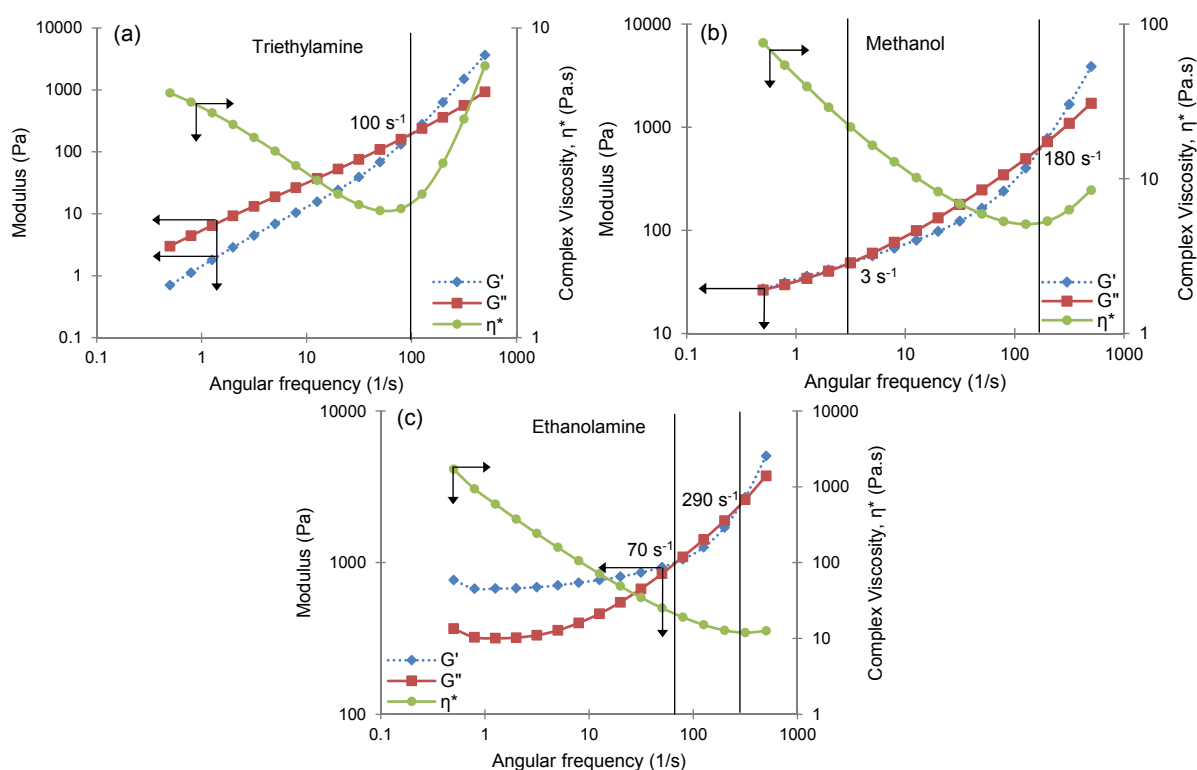 (a)
Triethylamine
100 s⁻¹
Modulus (Pa)
10000
1000
100
10
1
0.1
Complex Viscosity, η* (Pa.s)
10
1
G'
G"
η*
0.1
1
10
100
1000
Angular frequency (1/s)
(b)
Methanol
180 s⁻¹
3 s⁻¹
Modulus (Pa)
10000
1000
100
10
Complex Viscosity, η* (Pa.s)
100
10
1
G'
G"
η*
0.1
1
10
100
1000
Angular frequency (1/s)
(c)
Ethanolamine
290 s⁻¹
70 s⁻¹
Modulus (Pa)
10000
1000
100
Complex Viscosity, η* (Pa.s)
10000
1000
100
10
1
G'
G"
η*
0.1
1
10
100
1000
Angular frequency (1/s)